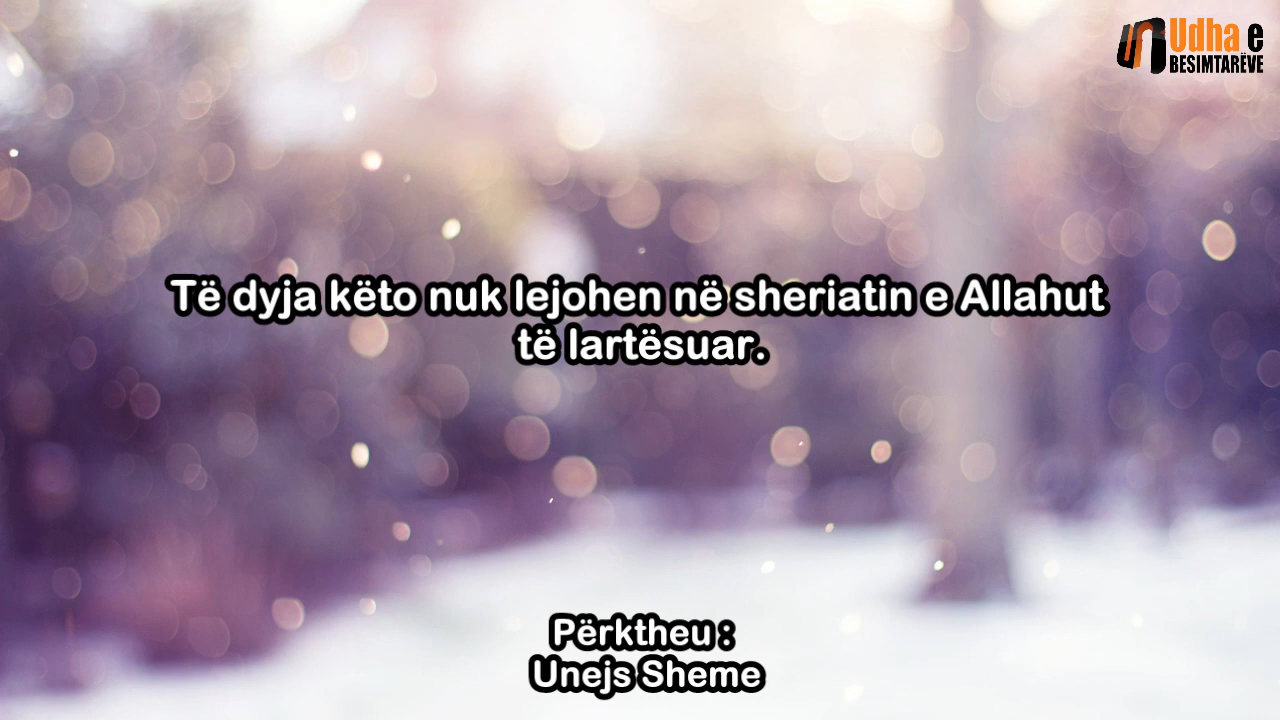 Udha e
BESIMTARËVE
Të dyja këto nuk lejohen në sheriatin e Allahut
të lartësuar.
Përktheu :
Unejs Sheme